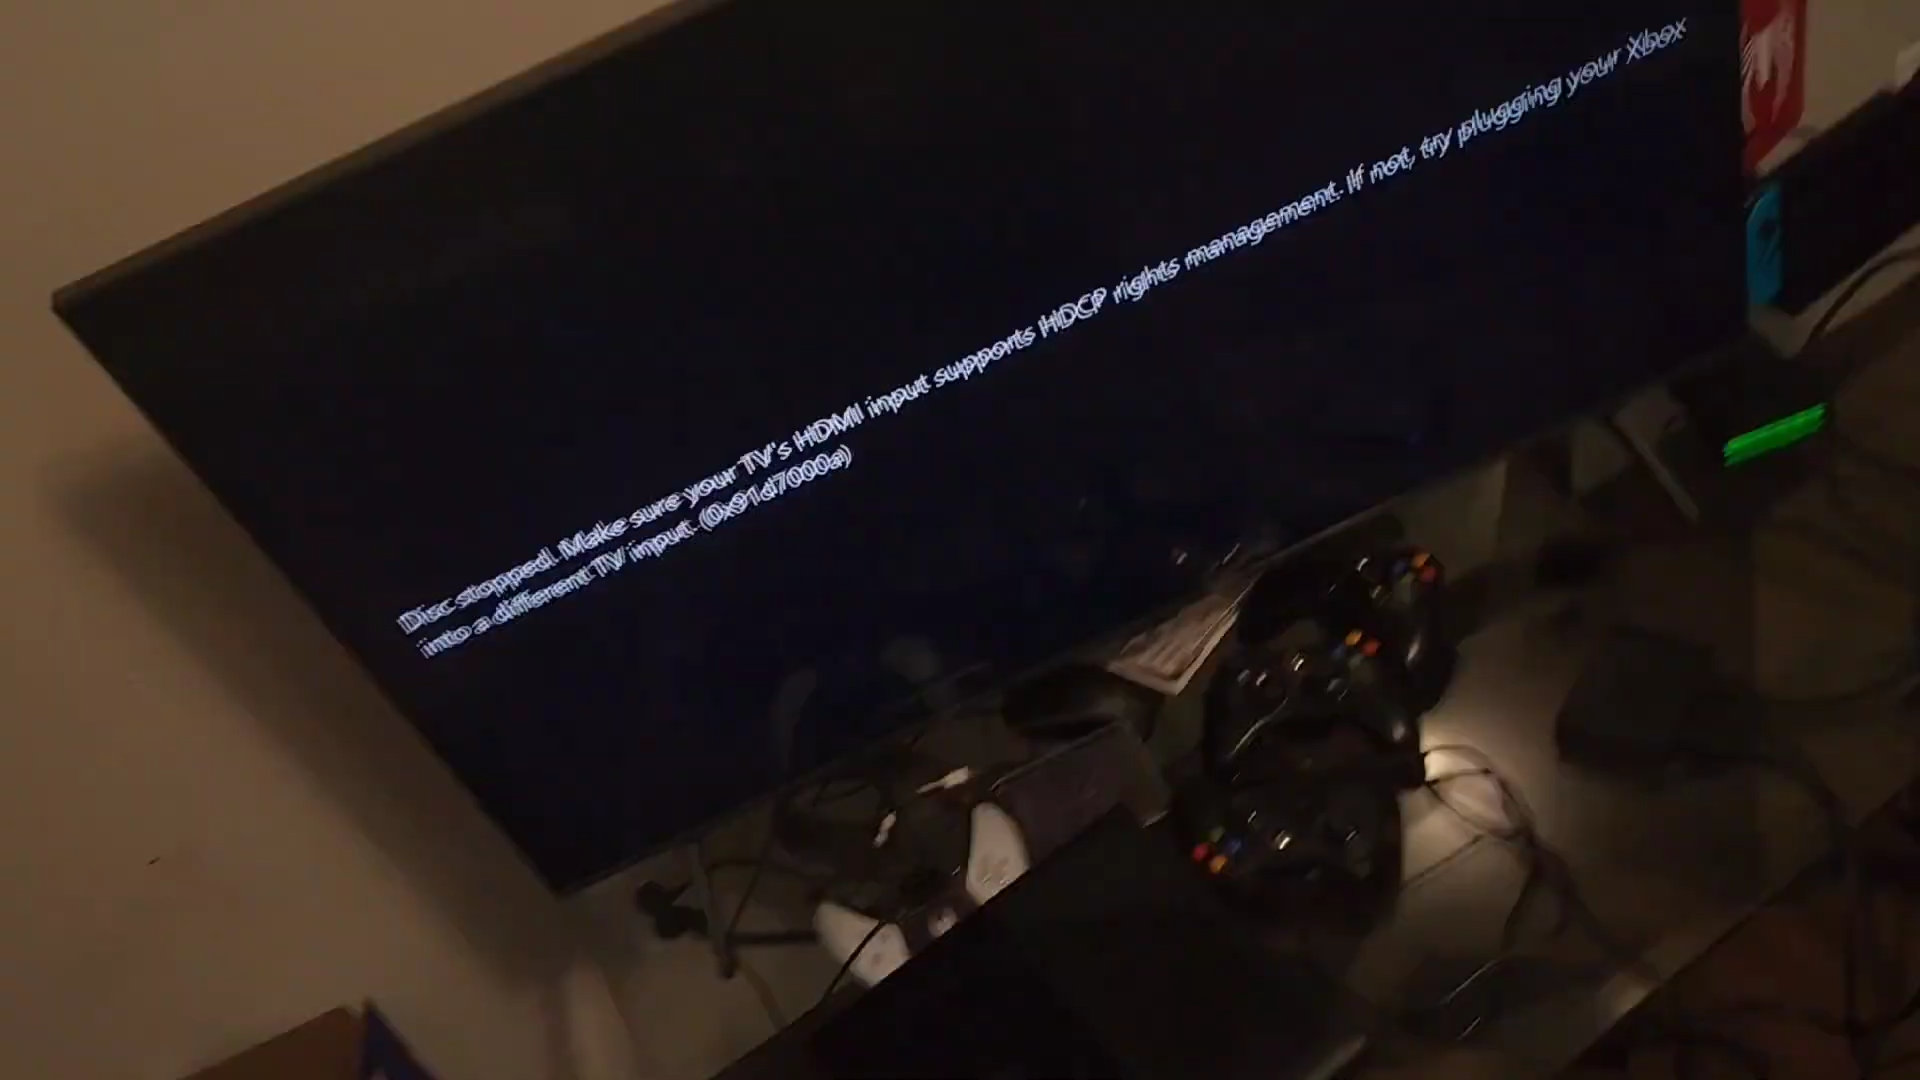 Disc stopped. Make sure your TV's HDMI input supports HDCP rights management. If not, try plugging your Xbox
into a different TV input. (0x91d7000a)